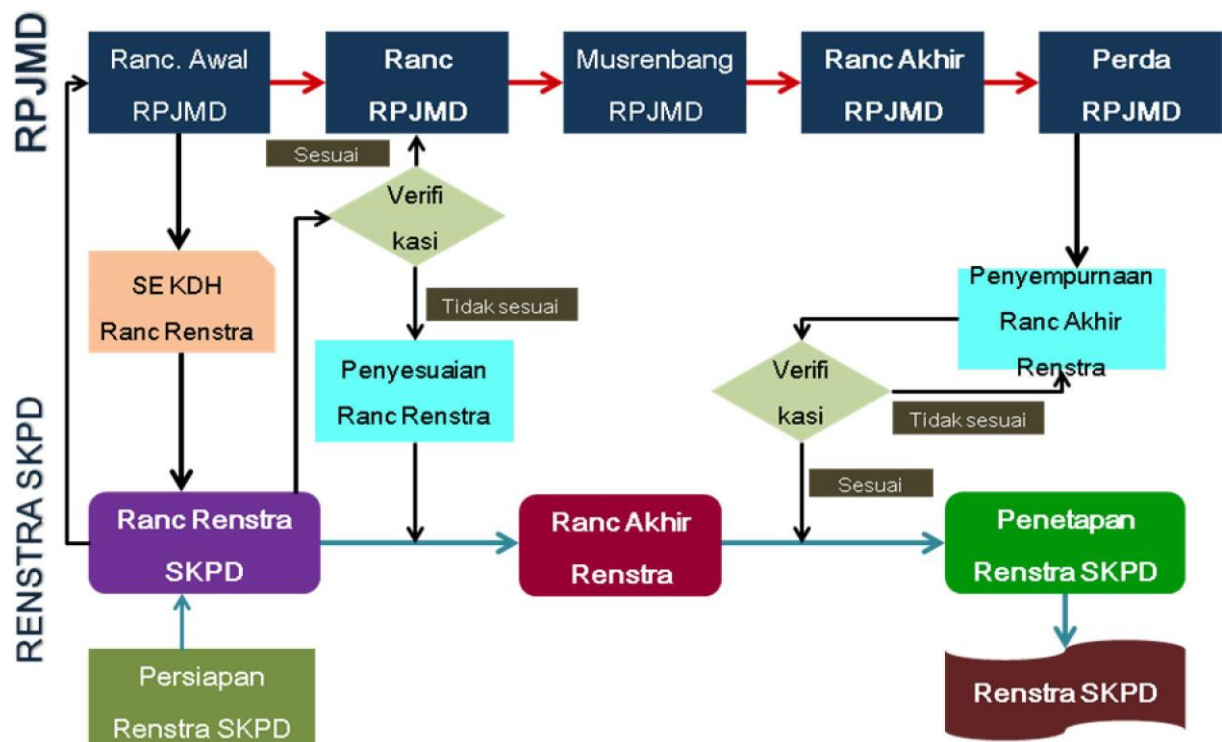 RPJMD
Ranc. Awal
RPJMD
Ranc
RPJMD
Musrenbang
RPJMD
Ranc Akhir
RPJMD
Perda
RPJMD
Sesuai
Verifi
kasi
SE KDH
Ranc Renstra
Tidak sesuai
Penyesuaian
Ranc Renstra
Penyempurnaan
Ranc Akhir
Renstra
Verifi
kasi
Tidak sesuai
Sesuai
RENSTRA SKPD
Ranc Renstra
SKPD
Ranc Akhir
Renstra
Penetapan
Renstra SKPD
Persiapan
Renstra SKPD
Renstra SKPD